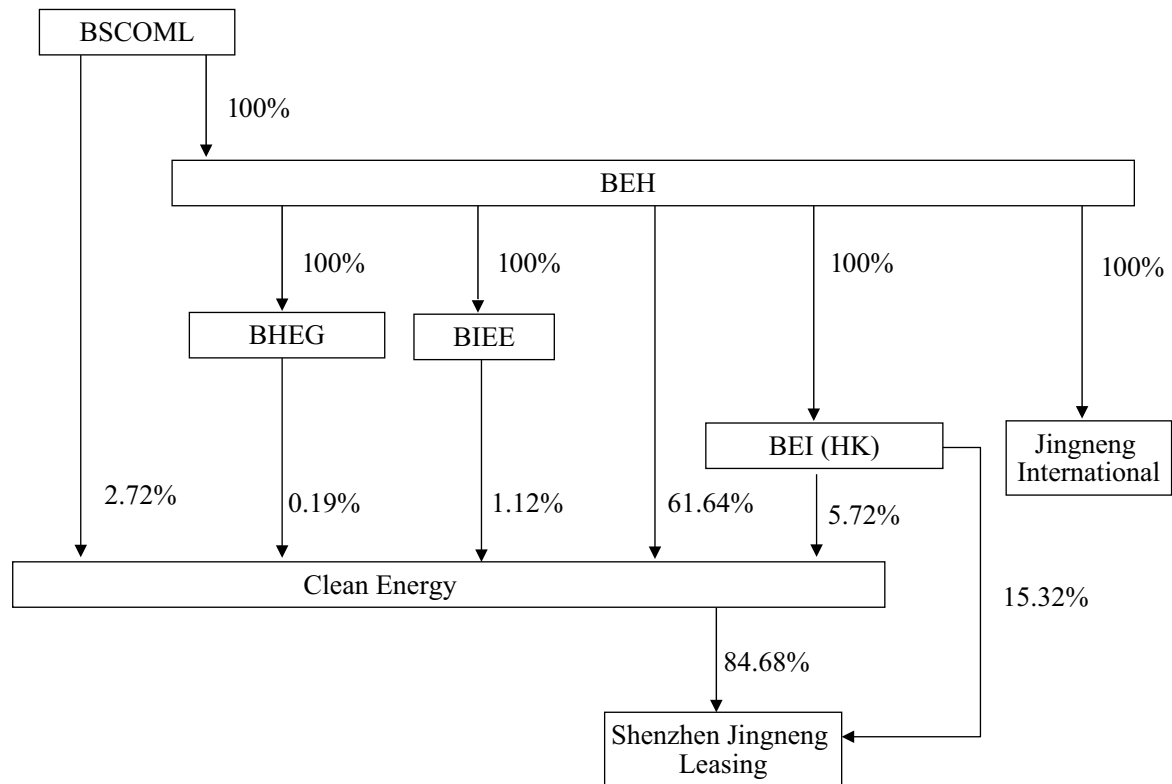 BSCOML
100%
BEH
100%
100%
100%
100%
BHEG
BIEE
BEI (HK)
Jingneng
International
2.72%
0.19%
1.12%
61.64%
5.72%
Clean Energy
15.32%
84.68%
Shenzhen Jingneng
Leasing